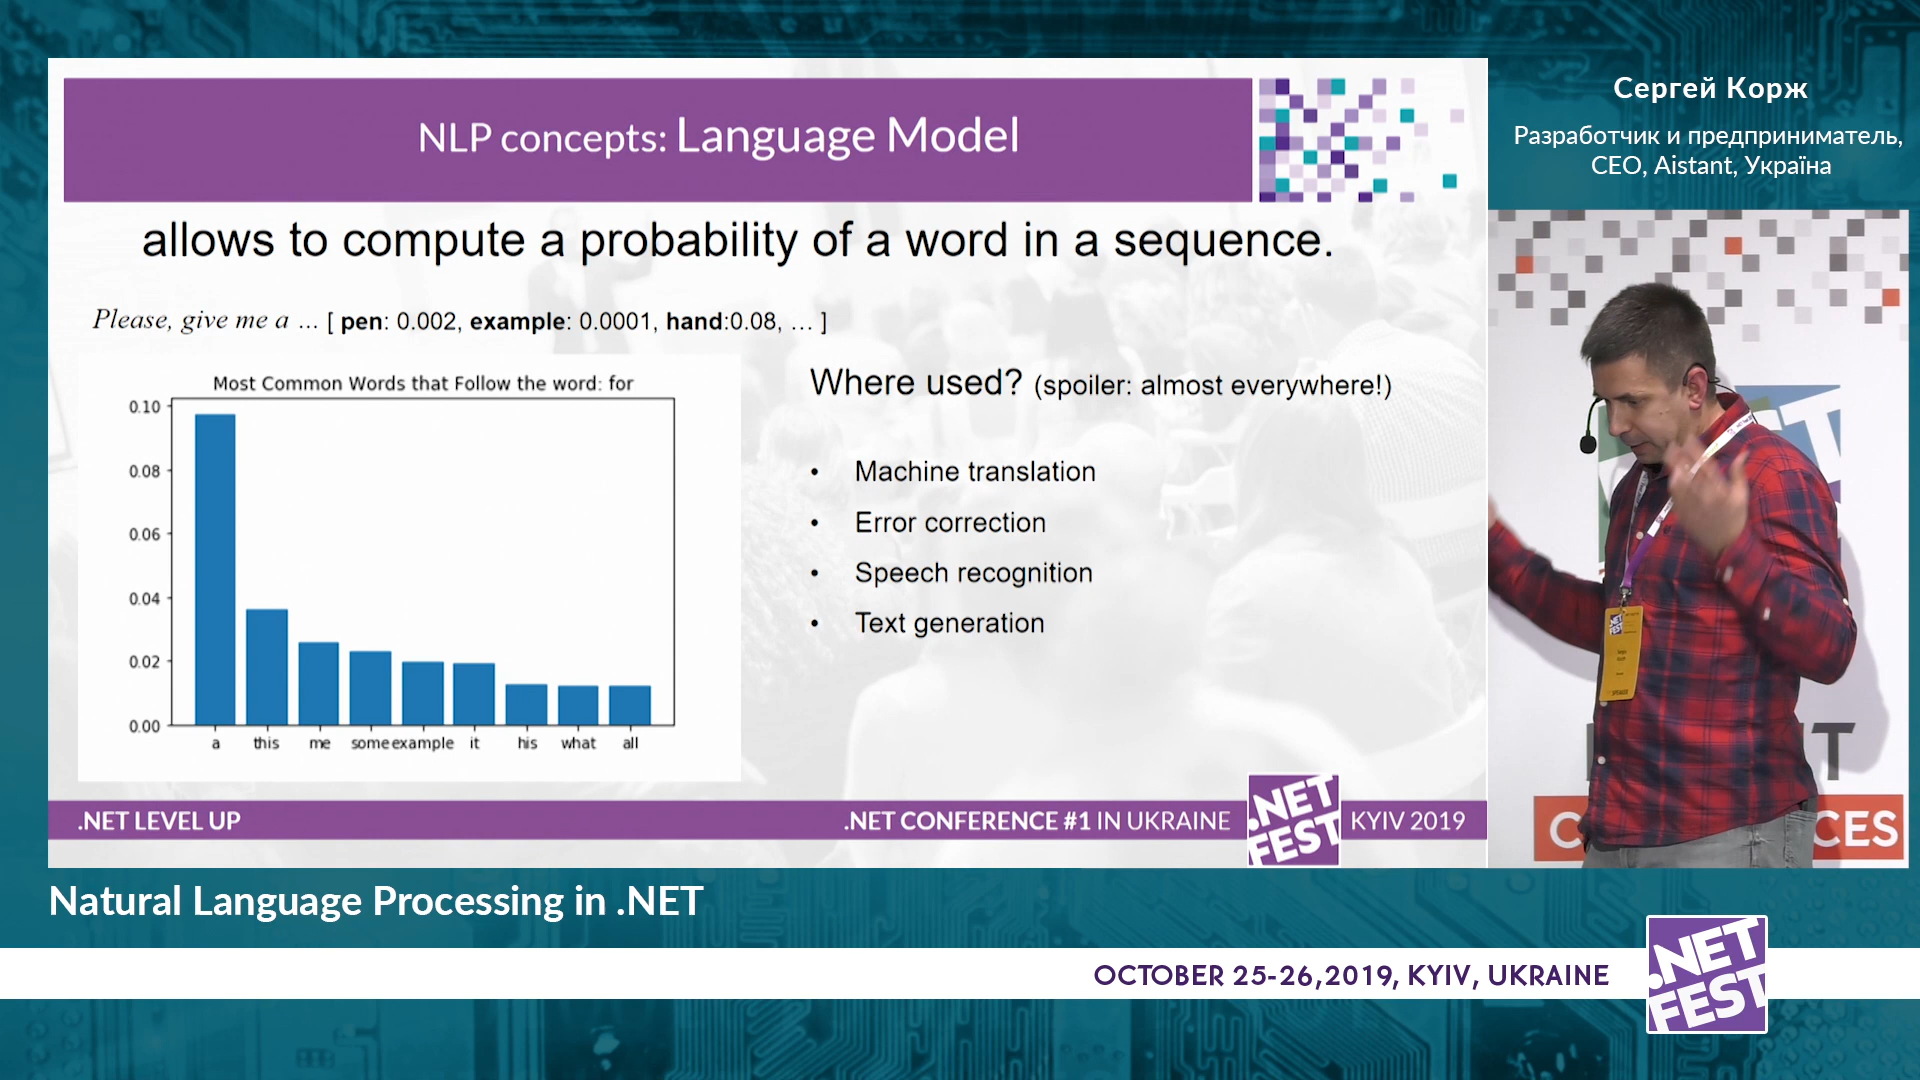 NLP concepts: Language Model
allows to compute a probability of a word in a sequence.
Please, give me a ... [ pen: 0.002, example: 0.0001, hand:0.08, ... ]
Most Common Words that Follow the word: for
0.10
0.08
0.06
0.04
0.02
0.00
a this me some example it his what all
Where used? (spoiler: almost everywhere!)
• Machine translation
• Error correction
• Speech recognition
• Text generation
.NET LEVEL UP
.NET CONFERENCE #1 IN UKRAINE
.NET
FEST
KYIV 2019
Сергей Корж
Разработчик и предприниматель,
CEO, Aistant, Україна
Natural Language Processing in .NET
OCTOBER 25-26,2019, KYIV, UKRAINE
.NET
FEST